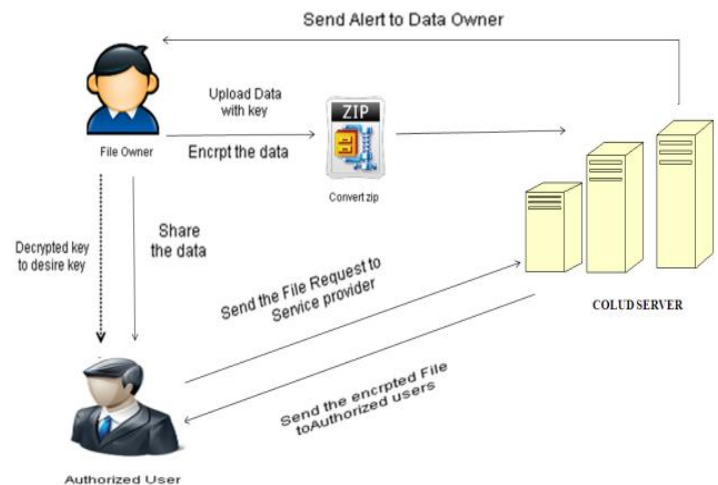 Send Alert to Data Owner
Upload Data
with key
ZIP
File Owner
Encrpt the data
Convert zip
Decrypted key
to desire key
Share
the data
Send the File Request to
Service provider
COLUD SERVER
Send the encrpted File
toAuthorized users
Authorized User